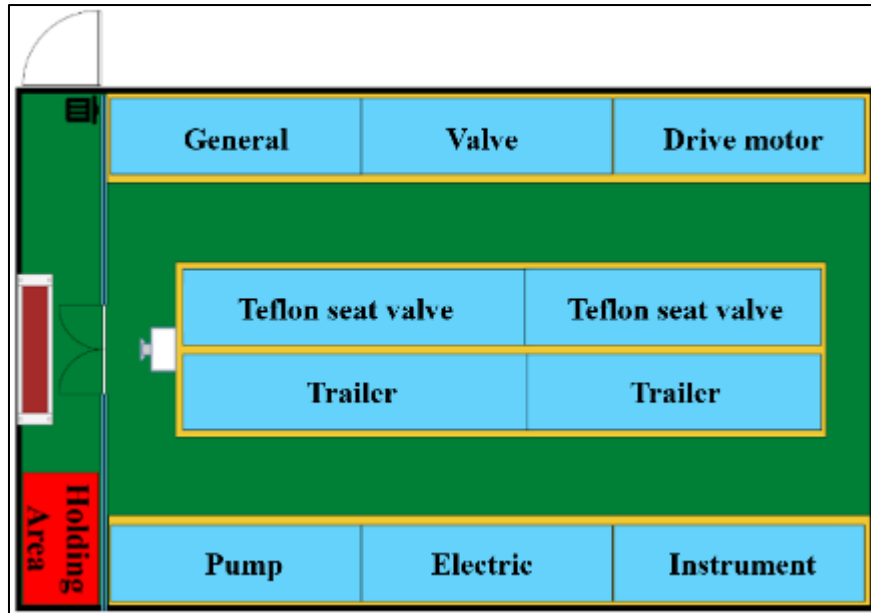 General
Valve
Drive motor
Teflon seat valve
Teflon seat valve
Trailer
Trailer
Holding
Area
Pump
Electric
Instrument